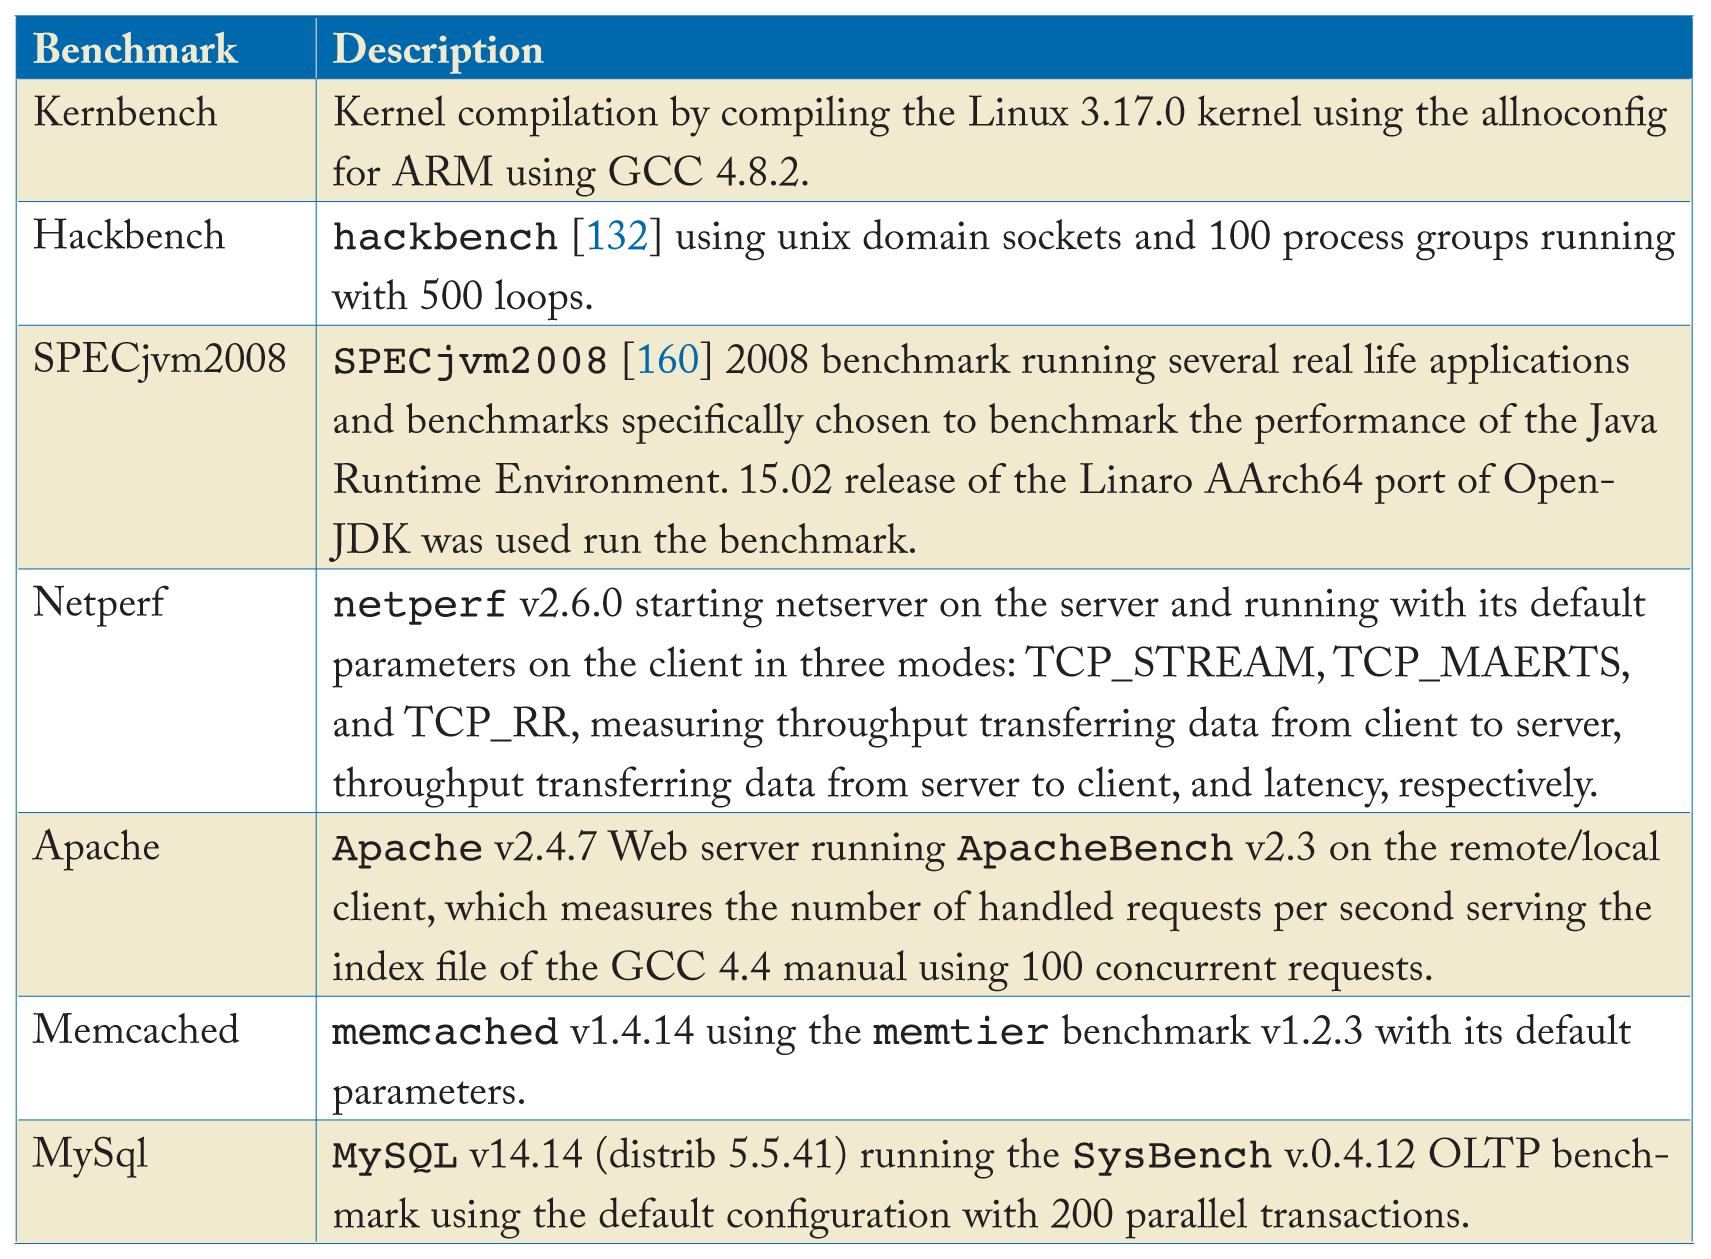 Benchmark Description
Kernbench Kernel compilation by compiling the Linux 3.17.0 kernel using the allnoconfig
for ARM using GCC 4.8.2.
Hackbench hackbench [132] using unix domain sockets and 100 process groups running
with 500 loops.
SPECjvm2008 SPECjvm2008 [160] 2008 benchmark running several real life applications
and benchmarks specifically chosen to benchmark the performance of the Java
Runtime Environment. 15.02 release of the Linaro AArch64 port of Open-
JDK was used run the benchmark.
Netperf netperf v2.6.0 starting netserver on the server and running with its default
parameters on the client in three modes: TCP_STREAM, TCP_MAERTS,
and TCP_RR, measuring throughput transferring data from client to server,
throughput transferring data from server to client, and latency, respectively.
Apache Apache v2.4.7 Web server running ApacheBench v2.3 on the remote/local
client, which measures the number of handled requests per second serving the
index file of the GCC 4.4 manual using 100 concurrent requests.
Memcached memcached v1.4.14 using the memtier benchmark v1.2.3 with its default
parameters.
MySql MySQL v14.14 (distrib 5.5.41) running the SysBench v.0.4.12 OLTP bench-
mark using the default configuration with 200 parallel transactions.